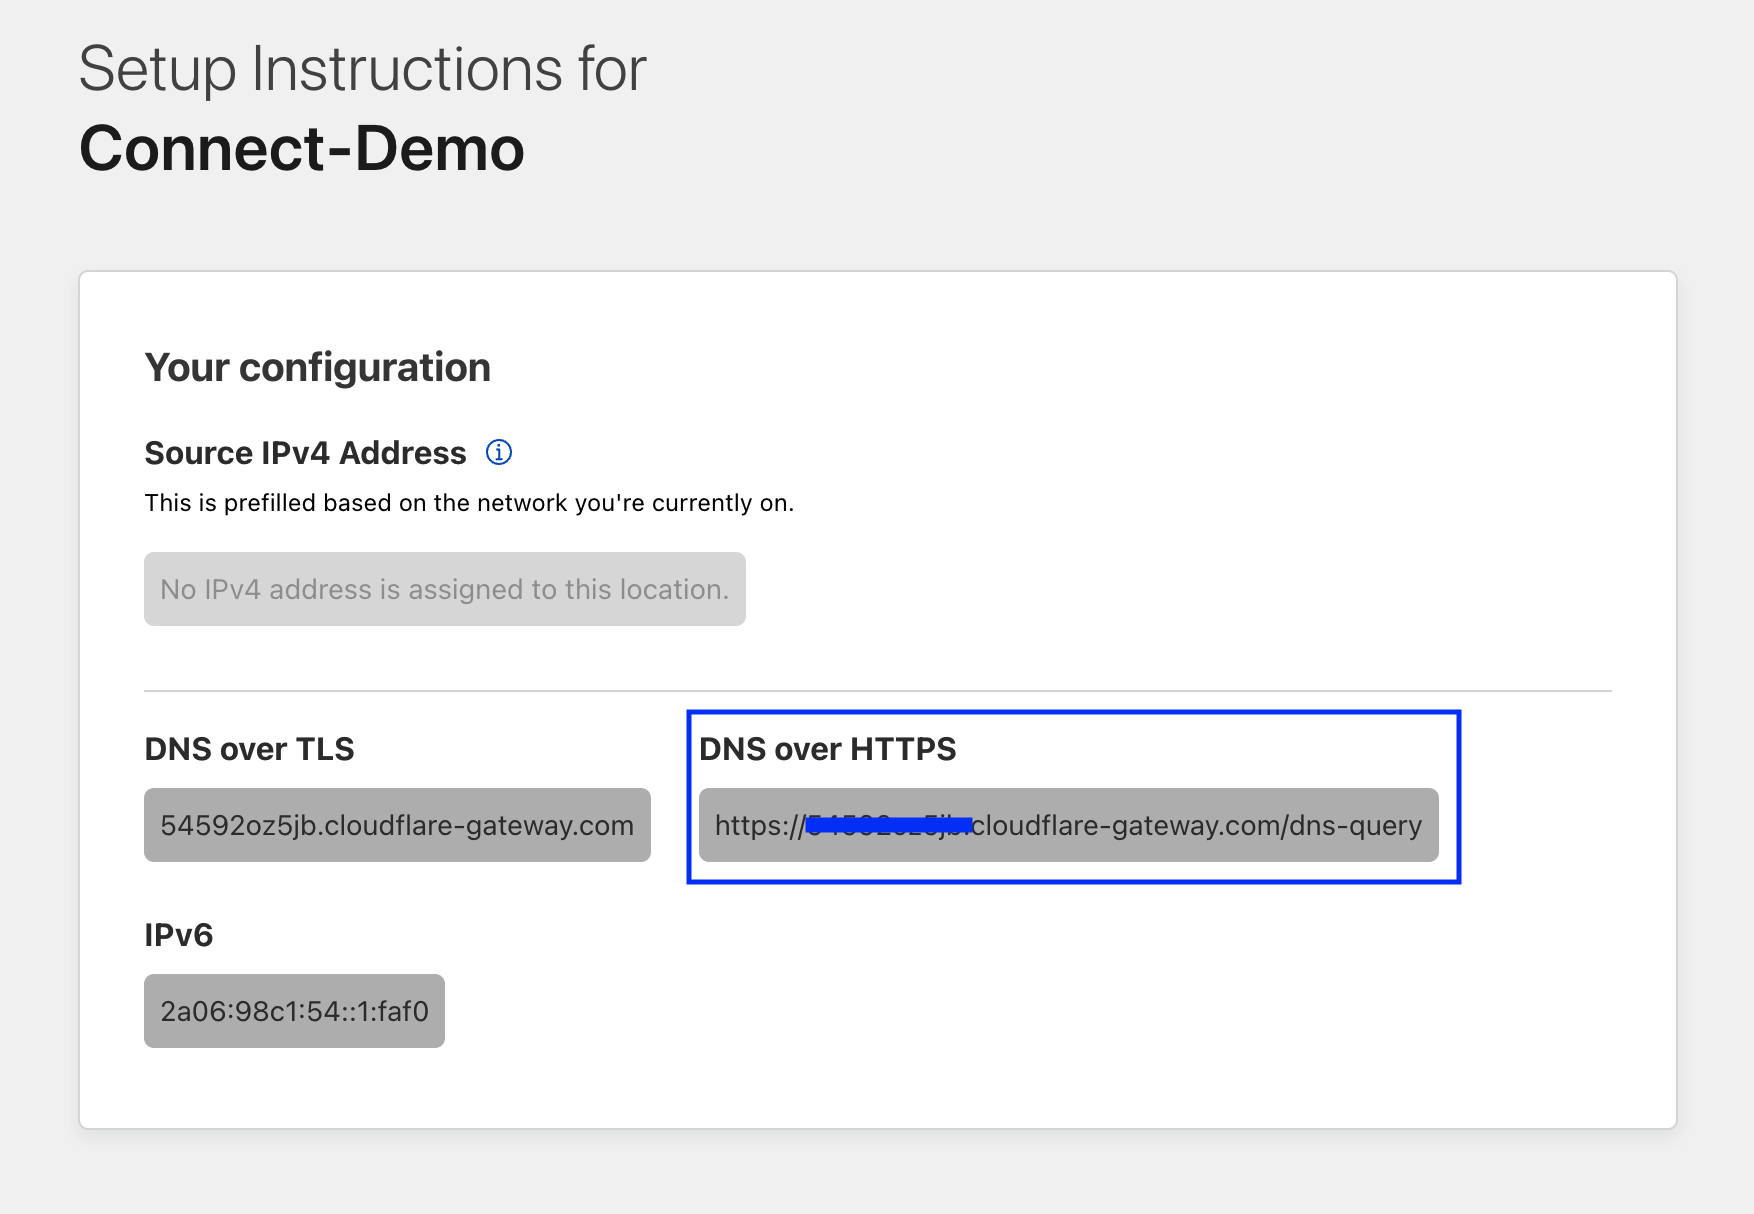 Setup Instructions for
Connect-Demo
Your configuration
Source IPv4 Address
This is prefilled based on the network you're currently on.
No IPv4 address is assigned to this location.
DNS over TLS
DNS over HTTPS
54592oz5jb.cloudflare-gateway.com
https://cloudflare-gateway.com/dns-query
IPv6
2a06:98c1:54::1:faf0